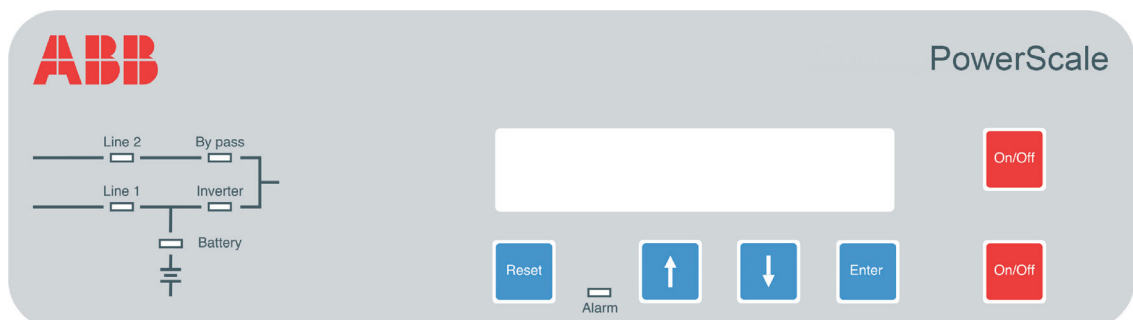 ABB
PowerScale
Line 2
By pass
Line 1
Inverter
Battery
On/Off
Reset
Alarm
Enter
On/Off